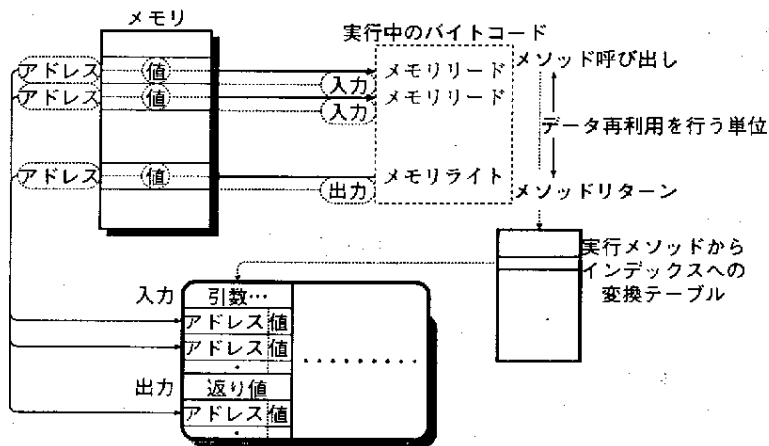 メモリ
実行中のバイトコード
アドレス 値 メモリリード メソッド呼び出し
入力
アドレス 値 メモリリード
入力
データ再利用を行う単位
アドレス 値 メモリライト
出力 メソッドリターン
実行メソッドから
インデックスへの
変換テーブル
入力 引数…
アドレス 値
アドレス 値
・
・・・・・・・・・
出力 返り値
アドレス 値
・